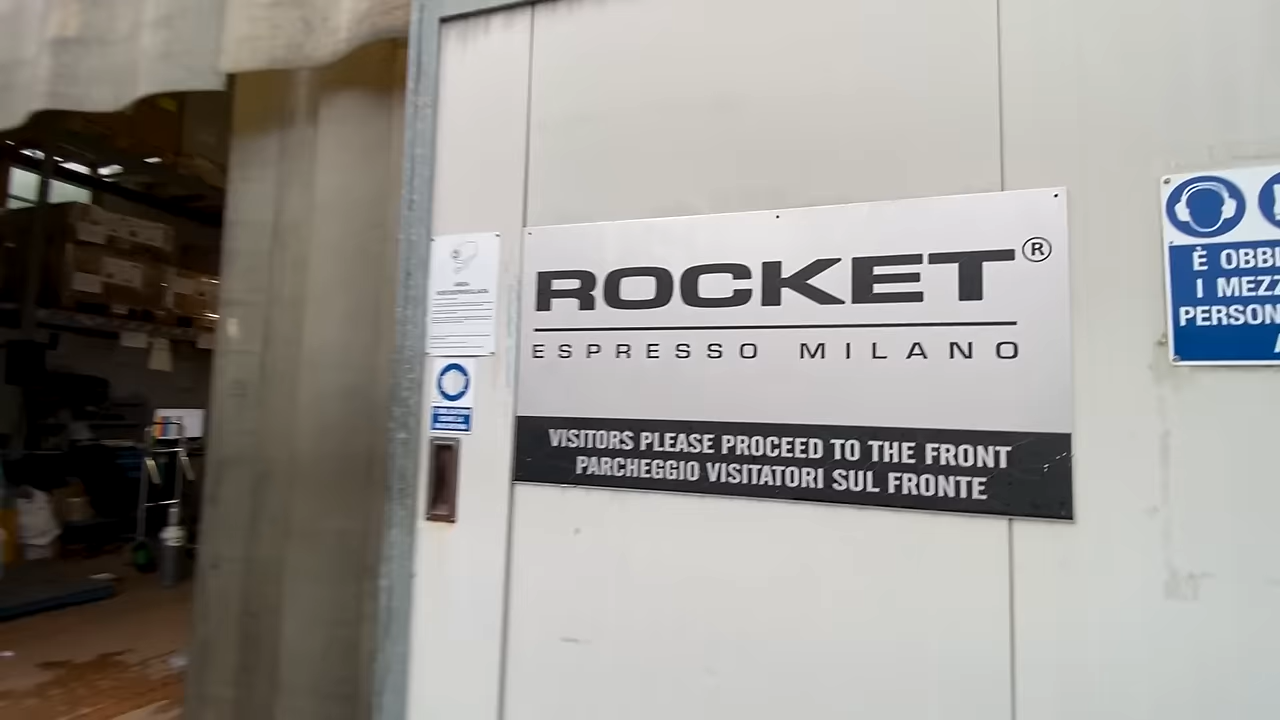 ROCKET®
ESPRESSO MILANO
VISITORS PLEASE PROCEED TO THE FRONT
PARCHEGGIO VISITATORI SUL FRONTE
È OBBI
I MEZZ
PERSON